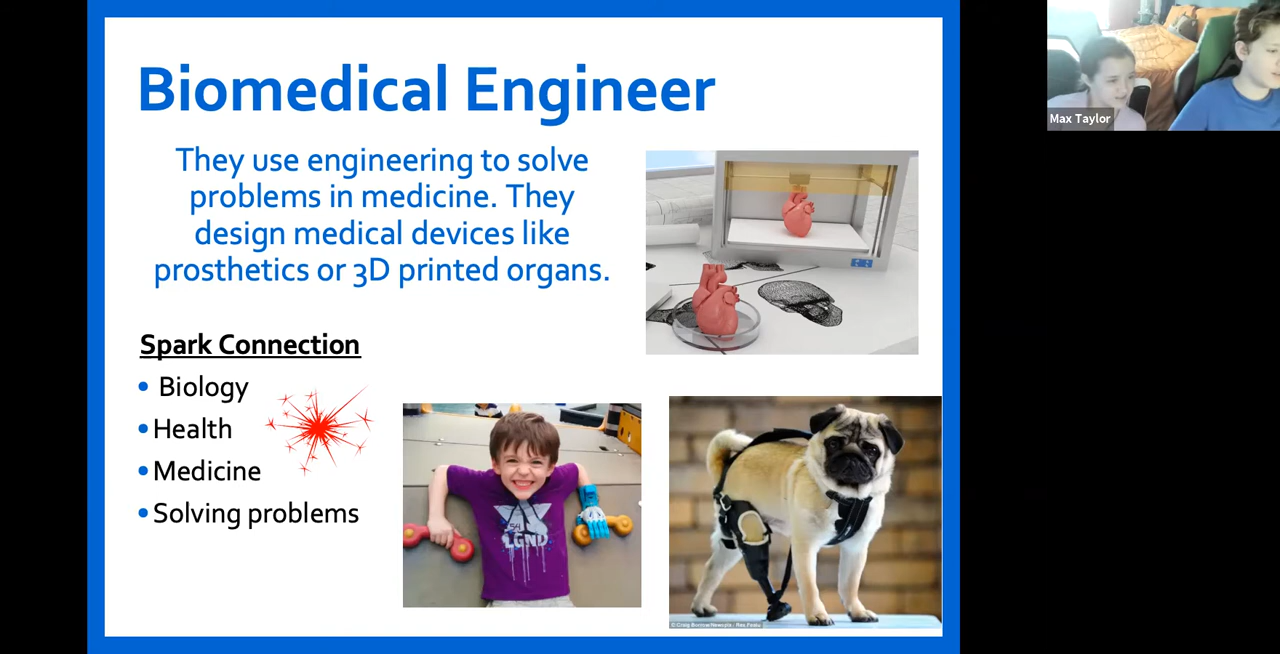 Biomedical Engineer
They use engineering to solve
problems in medicine. They
design medical devices like
prosthetics or 3D printed organs.
Spark Connection
• Biology
• Health
• Medicine
• Solving problems
54
LGND
Max Taylor